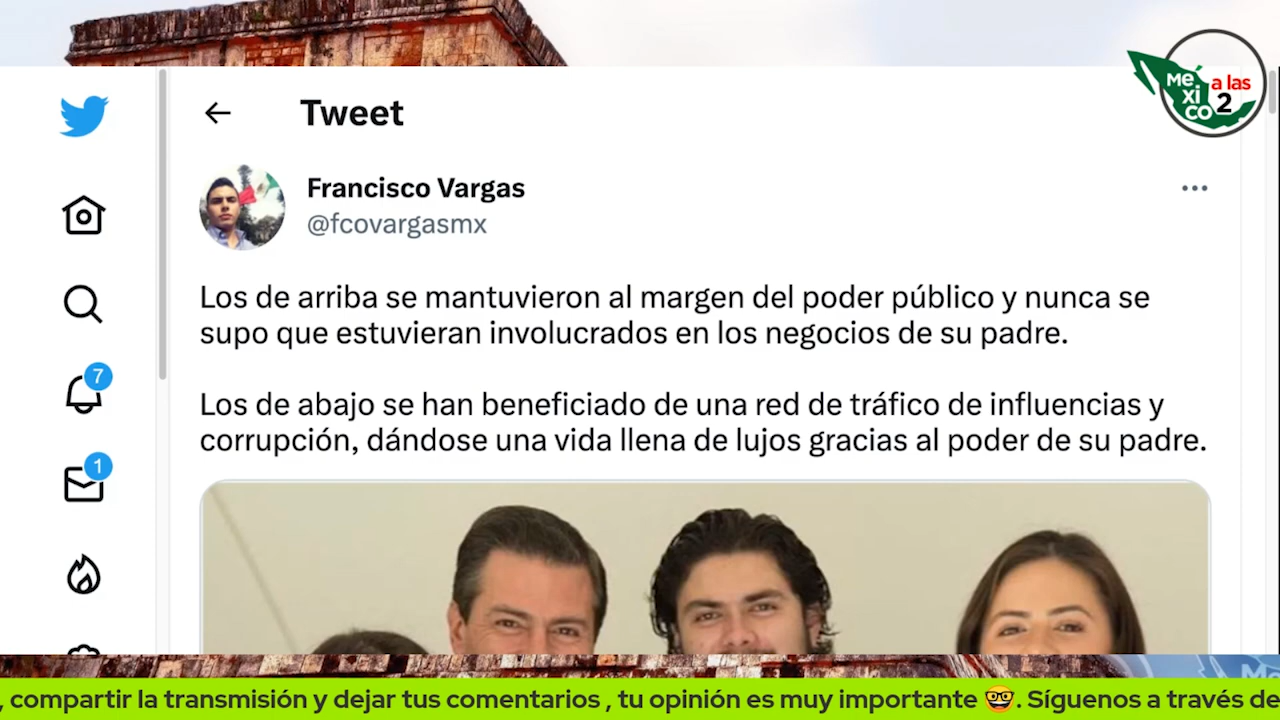 Mé
xi
co
a las
2
Tweet
Francisco Vargas
@fcovargasmx
Los de arriba se mantuvieron al margen del poder público y nunca se
supo que estuvieran involucrados en los negocios de su padre.
Los de abajo se han beneficiado de una red de tráfico de influencias y
corrupción, dándose una vida llena de lujos gracias al poder de su padre.
7
1
, compartir la transmisión y dejar tus comentarios , tu opinión es muy importante 🤓. Síguenos a través de